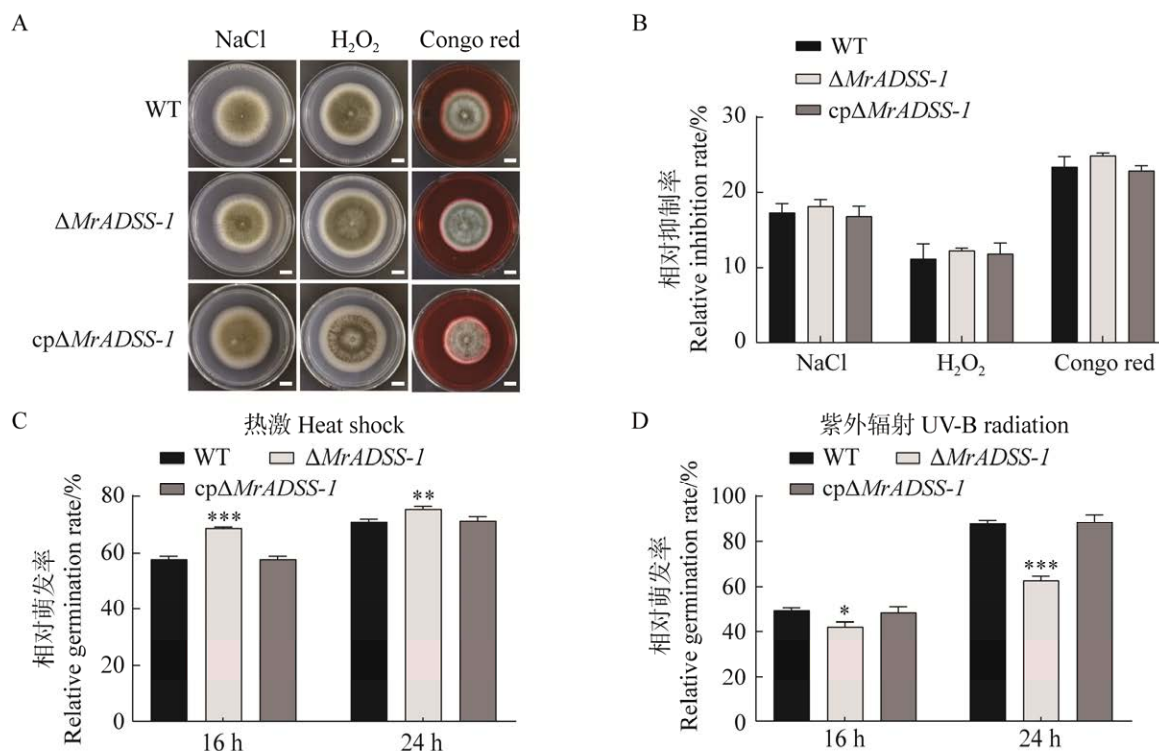 A
NaCl H₂O₂ Congo red
WT
ΔMrADSS-1
cpΔMrADSS-1
B
WT
ΔMrADSS-1
cpΔMrADSS-1
相对抑制率
Relative inhibition rate/%
30
20
10
0
NaCl H₂O₂ Congo red
C
热激 Heat shock
WT ΔMrADSS-1
cpΔMrADSS-1
相对萌发率
Relative germination rate/%
80
60
40
20
0
*** **
16 h 24 h
D
紫外辐射 UV-B radiation
WT ΔMrADSS-1
cpΔMrADSS-1
相对萌发率
Relative germination rate/%
100
80
60
40
20
0
* ***
16 h 24 h